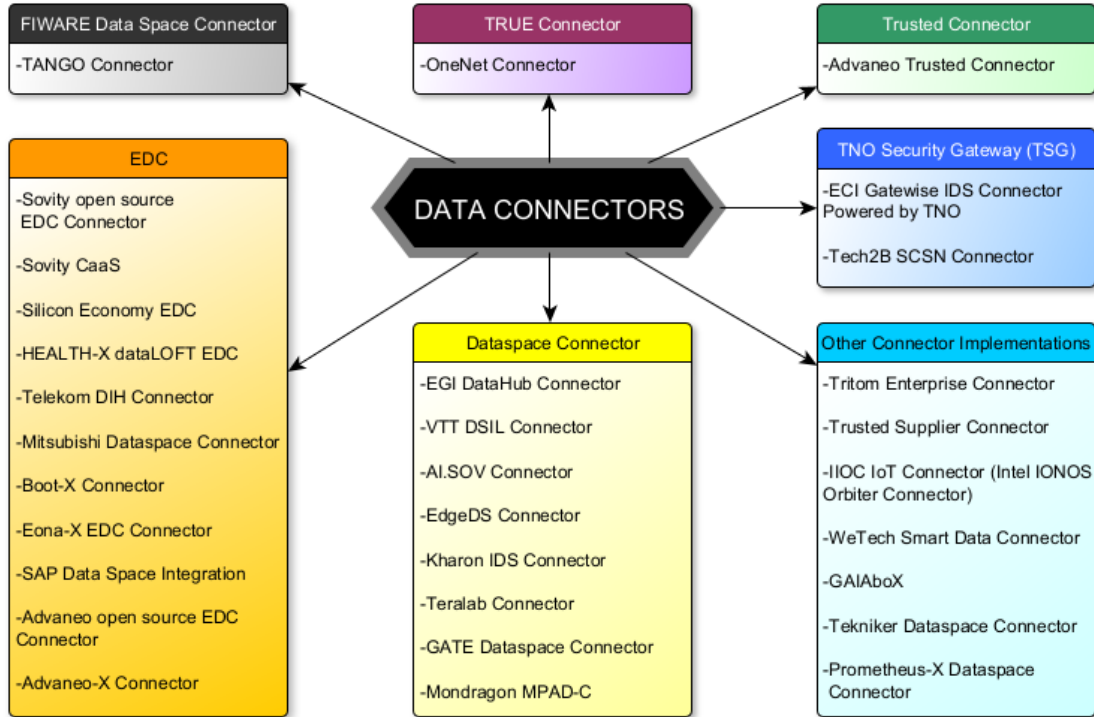 FIWARE Data Space Connector
-TANGO Connector
TRUE Connector
-OneNet Connector
Trusted Connector
-Advaneo Trusted Connector
EDC
-Sovity open source
EDC Connector
-Sovity CaaS
-Silicon Economy EDC
-HEALTH-X dataLOFT EDC
-Telekom DIH Connector
-Mitsubishi Dataspace Connector
-Boot-X Connector
-Eona-X EDC Connector
-SAP Data Space Integration
-Advaneo open source EDC
Connector
-Advaneo-X Connector
DATA CONNECTORS
TNO Security Gateway (TSG)
-ECI Gatewise IDS Connector
Powered by TNO
-Tech2B SCSN Connector
Dataspace Connector
-EGI DataHub Connector
-VTT DSIL Connector
-AI.SOV Connector
-EdgeDS Connector
-Kharon IDS Connector
-Teralab Connector
-GATE Dataspace Connector
-Mondragon MPAD-C
Other Connector Implementations
-Tritom Enterprise Connector
-Trusted Supplier Connector
-IIOC IoT Connector (Intel IONOS
Orbiter Connector)
-WeTech Smart Data Connector
-GAIAboX
-Tekniker Dataspace Connector
-Prometheus-X Dataspace
Connector